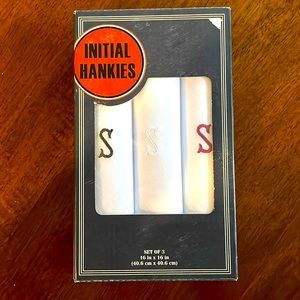 INITIAL
HANKIES
S S S
SET OF 3
16 in x 16 in
(40.6 cm x 40.6 cm)